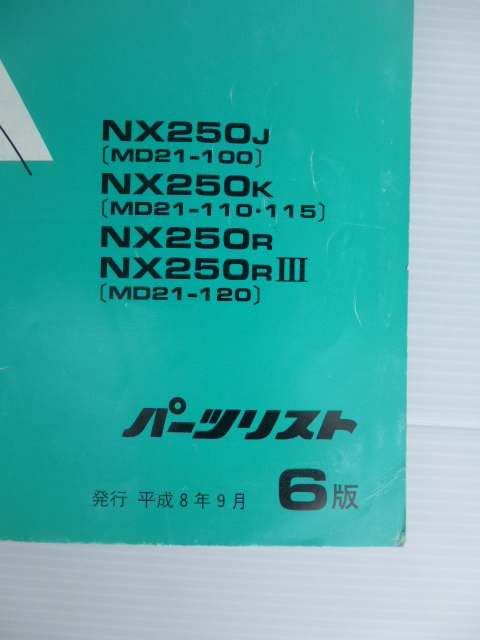 NX250J
〔MD21-100〕
NX250K
〔MD21-110・115〕
NX250R
NX250RIII
〔MD21-120〕
パーツリスト
発行 平成8年9月 6版